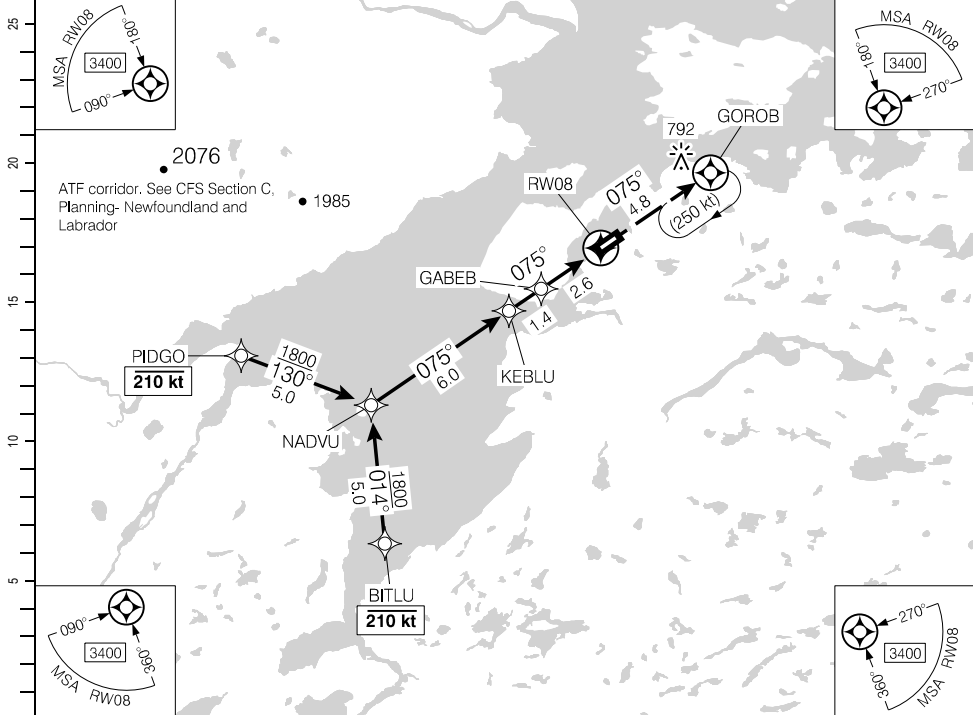 25
20
15
10
5
MSA RW08
180°
3400
090°
MSA RW08
180°
3400
270°
2076
ATF corridor. See CFS Section C,
Planning- Newfoundland and
Labrador
1985
792
GOROB
RW08
075°
4.8
(250 kt)
GABEB
075°
2.6
1.4
KEBLU
PIDGO
210 kt
1800
130°
5.0
075°
6.0
NADVU
1800
014°
5.0
BITLU
210 kt
090°
3400
360°
MSA RW08
270°
3400
360°
MSA RW08